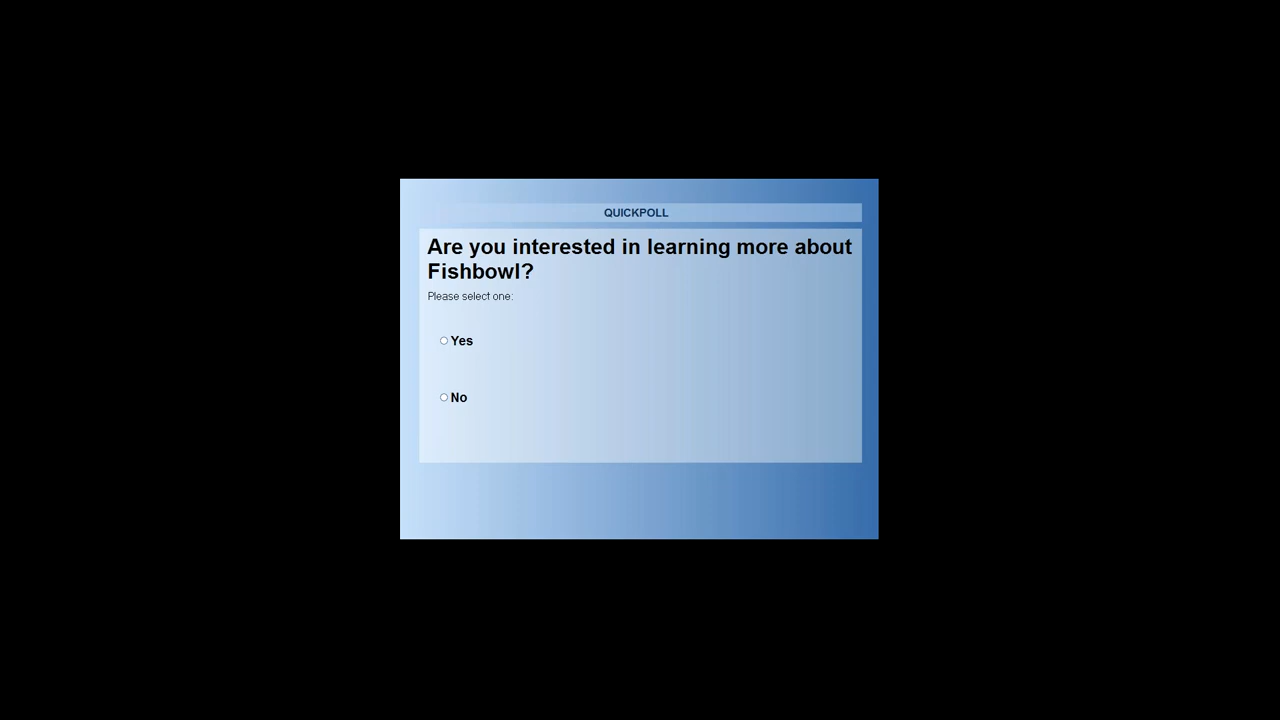 QUICKPOLL
Are you interested in learning more about
Fishbowl?
Please select one:
Yes
No